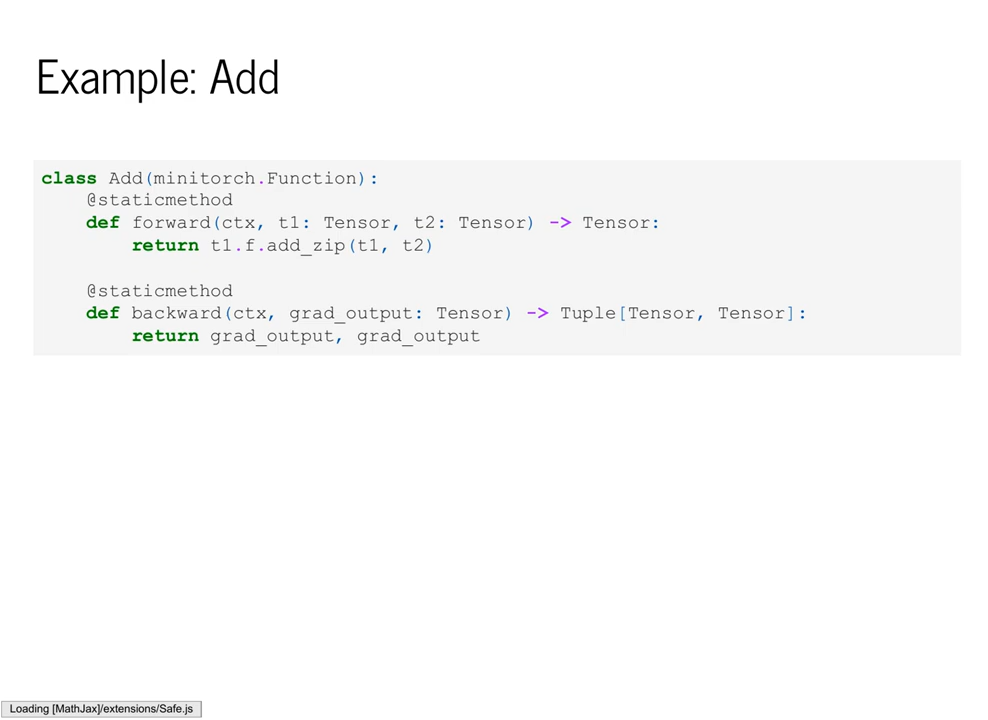 Example: Add
class Add(minitorch.Function):
    @staticmethod
    def forward(ctx, t1: Tensor, t2: Tensor) -> Tensor:
        return t1.f.add_zip(t1, t2)

    @staticmethod
    def backward(ctx, grad_output: Tensor) -> Tuple[Tensor, Tensor]:
        return grad_output, grad_output
Loading [MathJax]/extensions/Safe.js